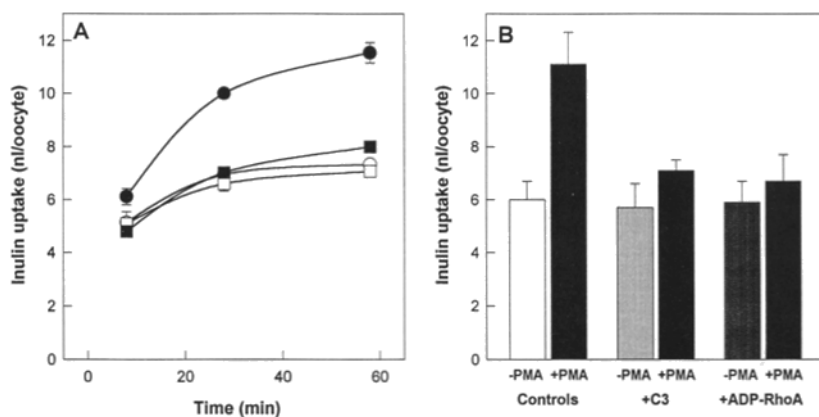 A
Inulin uptake (nl/oocyte)
12
10
8
6
4
2
0
0 20 40 60
Time (min)
B
Inulin uptake (nl/oocyte)
12
10
8
6
4
2
0
-PMA +PMA -PMA +PMA -PMA +PMA
Controls +C3 +ADP-RhoA